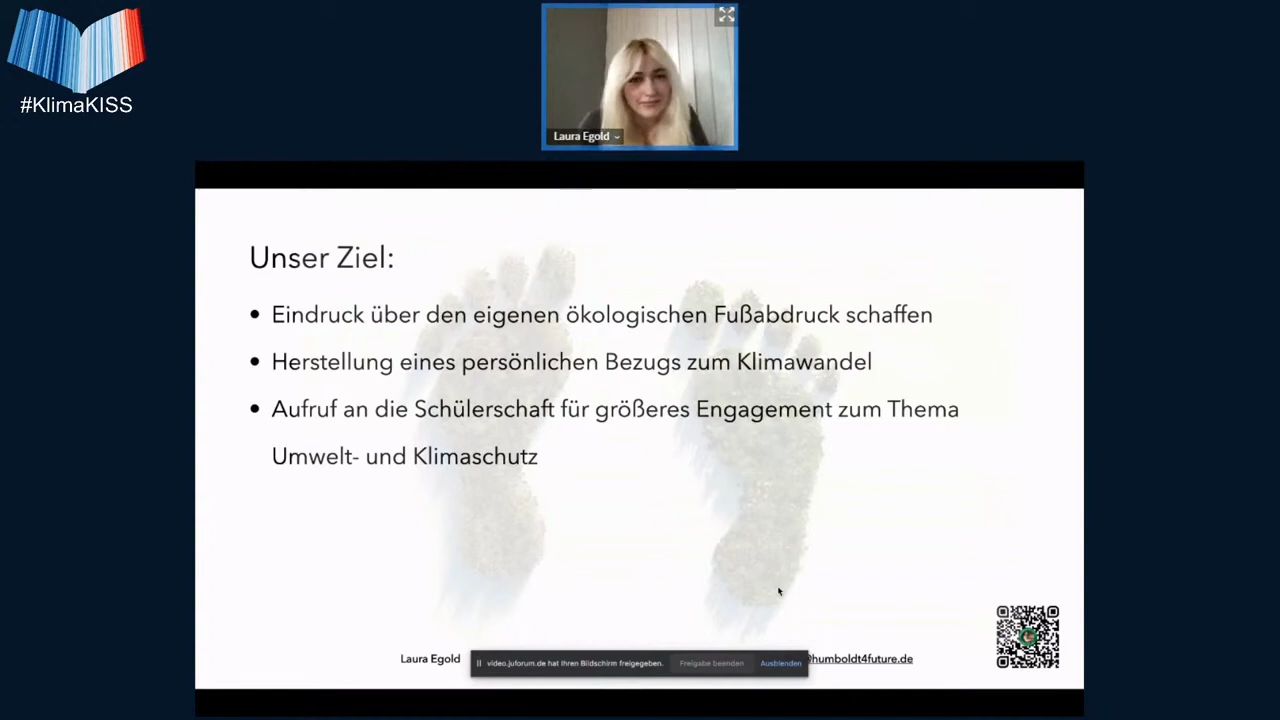 #KlimaKISS
Laura Egold
Unser Ziel:
• Eindruck über den eigenen ökologischen Fußabdruck schaffen
• Herstellung eines persönlichen Bezugs zum Klimawandel
• Aufruf an die Schülerschaft für größeres Engagement zum Thema
Umwelt- und Klimaschutz
Laura Egold
video.juforum.de hat Ihren Bildschirm freigegeben. Freigabe beenden Ausblenden
@humboldt4future.de